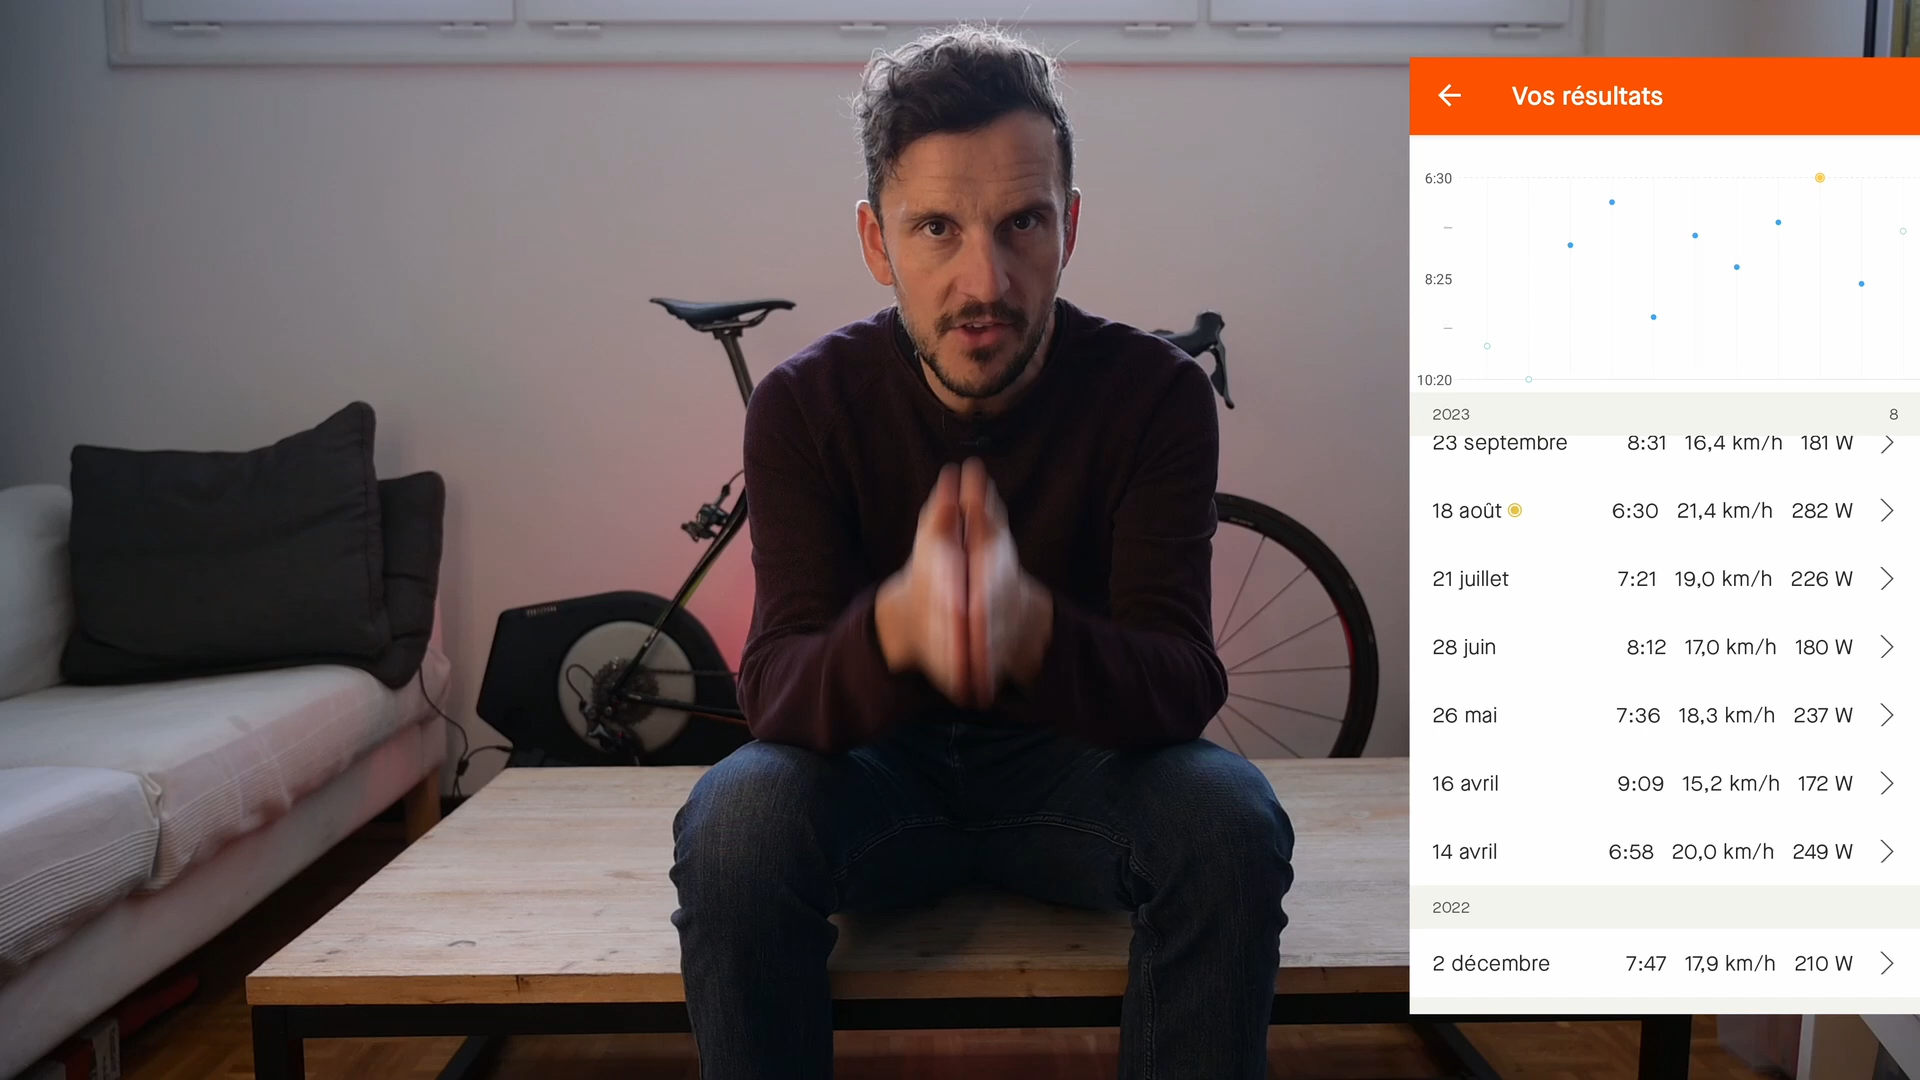 Vos résultats
6:30
8:25
10:20
2023 8
23 septembre 8:31 16,4 km/h 181 W
18 août 6:30 21,4 km/h 282 W
21 juillet 7:21 19,0 km/h 226 W
28 juin 8:12 17,0 km/h 180 W
26 mai 7:36 18,3 km/h 237 W
16 avril 9:09 15,2 km/h 172 W
14 avril 6:58 20,0 km/h 249 W
2022
2 décembre 7:47 17,9 km/h 210 W